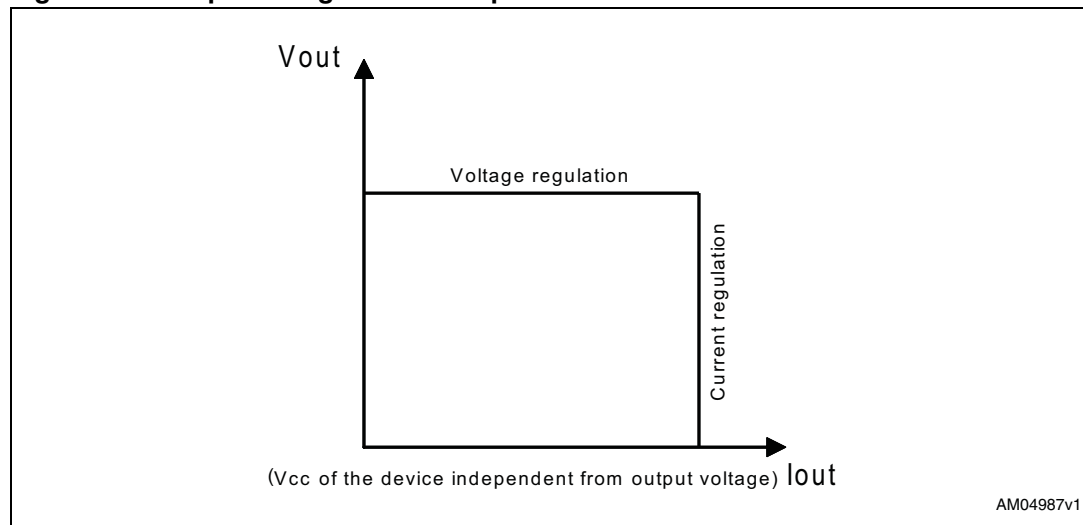 Vout
Voltage regulation
Current regulation
(Vcc of the device independent from output voltage) Iout
AM04987v1